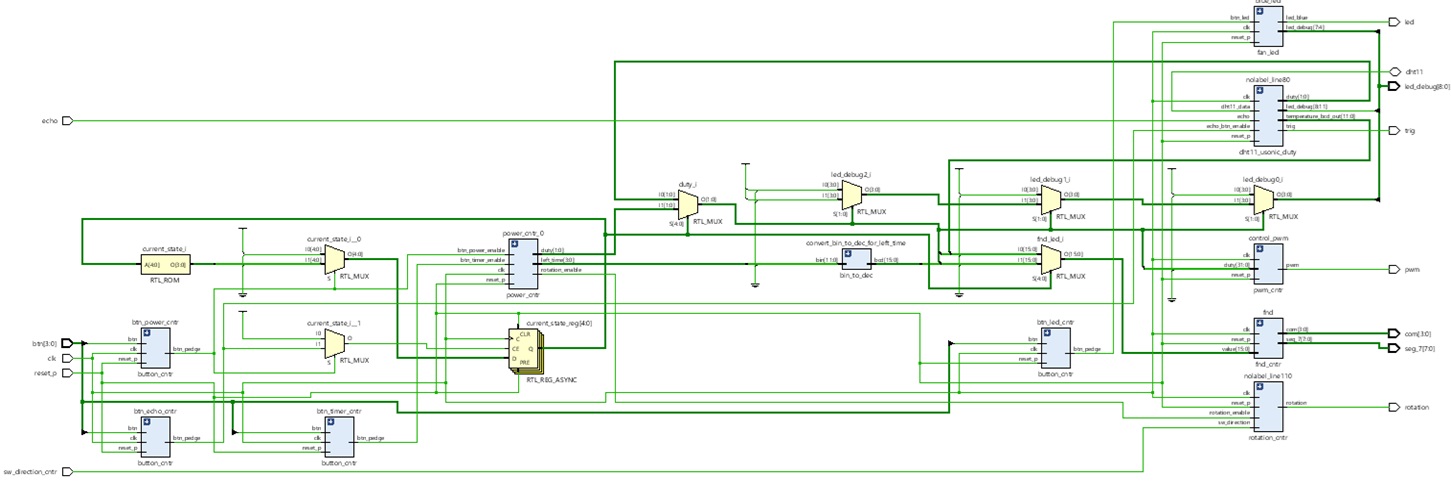 blue_led
btn_led
clk
reset_p
led_blue
led_debug[7:4]
fan_led
led
dht11
led_debug[8:0]
nolabel_line80
clk
dht11_data
echo
echo_btn_enable
reset_p
duty[1:0]
led_debug[8:11]
temperature_bcd_out[11:0]
trig
dht11_usonic_duty
trig
echo
duty_i
I0[1:0]
I1[1:0]
S[4:0]
O[1:0]
RTL_MUX
led_debug2_i
I0[3:0]
I1[3:0]
S[1:0]
O[3:0]
RTL_MUX
led_debug1_i
I0[3:0]
I1[3:0]
S[1:0]
O[3:0]
RTL_MUX
led_debug0_i
I0[3:0]
I1[3:0]
S[1:0]
O[3:0]
RTL_MUX
current_state_i
A[4:0]
O[3:0]
RTL_ROM
current_state_i__0
I0[4:0]
I1[4:0]
S
O[4:0]
RTL_MUX
power_cntr_0
btn_power_enable
btn_timer_enable
clk
reset_p
duty[1:0]
left_time[3:0]
rotation_enable
power_cntr
convert_bin_to_dec_for_left_time
bin[11:0]
bcd[15:0]
bin_to_dec
fnd_led_i
I0[15:0]
I1[15:0]
S[4:0]
O[15:0]
RTL_MUX
control_pwm
clk
duty[31:0]
reset_p
pwm
pwm_cntr
pwm
btn_power_cntr
btn
clk
reset_p
btn_pedge
button_cntr
current_state_i__1
I0
I1
S
O
RTL_MUX
current_state_reg[4:0]
CLR
C
CE
D
PRE
Q
RTL_REG_ASYNC
btn_led_cntr
btn
clk
reset_p
btn_pedge
button_cntr
fnd
clk
reset_p
value[15:0]
com[3:0]
seg_7[7:0]
fnd_cntr
com[3:0]
seg_7[7:0]
btn[3:0]
clk
reset_p
btn_echo_cntr
btn
clk
reset_p
btn_pedge
button_cntr
btn_timer_cntr
btn
clk
reset_p
btn_pedge
button_cntr
nolabel_line110
clk
reset_p
rotation_enable
sw_direction
rotation
rotation_cntr
rotation
sw_direction_cntr